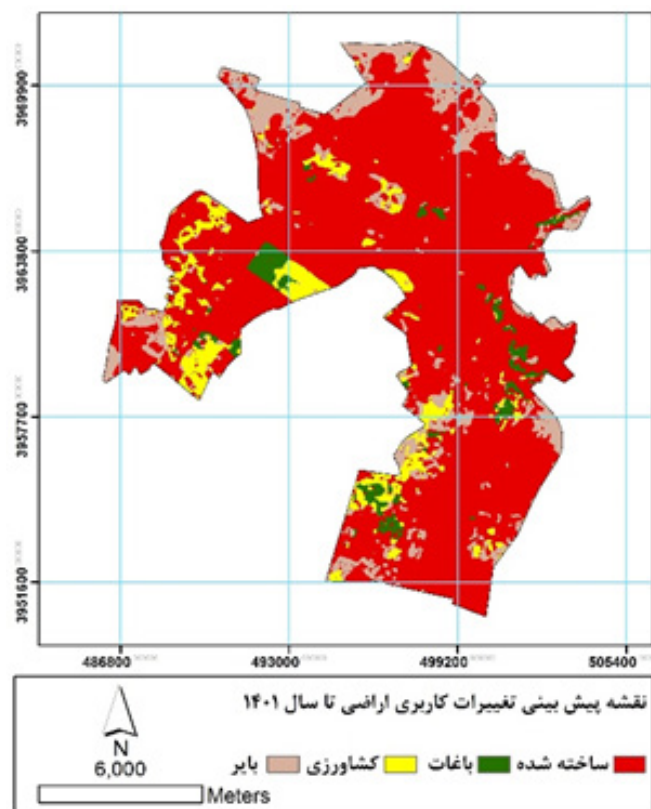 3969900
3963800
3957700
3951600
486800
493000
499200
505400
نقشه پیش بینی تغییرات کاربری اراضی تا سال ۱۴۰۱
N
6,000
Meters
ساخته شده باغات کشاورزی بایر